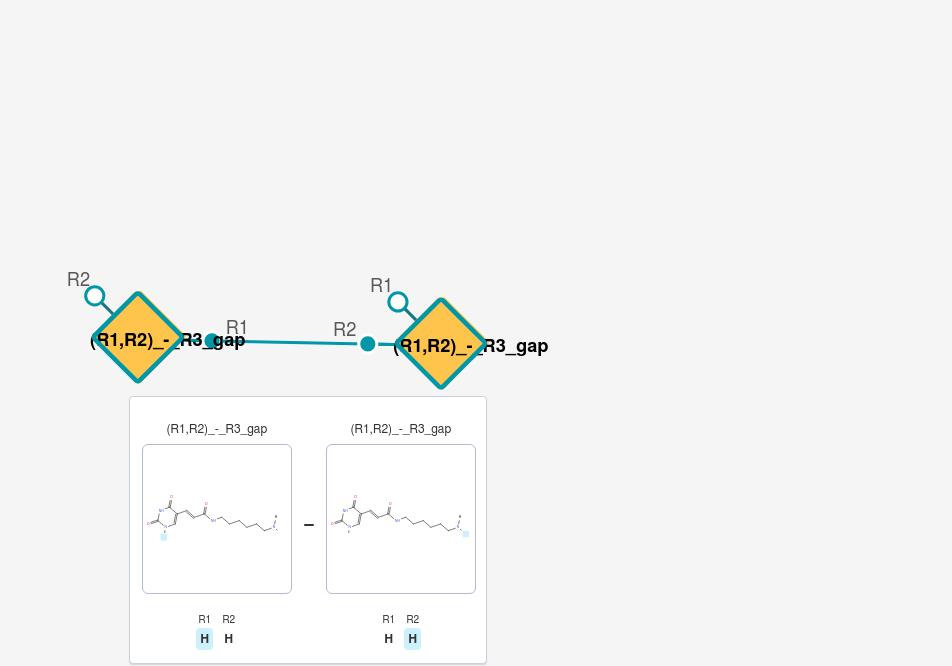 R2
R1
R1
R2
(R1,R2)_-_R3_gap
(R1,R2)_-_R3_gap
(R1,R2)_-_R3_gap
(R1,R2)_-_R3_gap
–
R1 R2
R1 R2
H H
H H